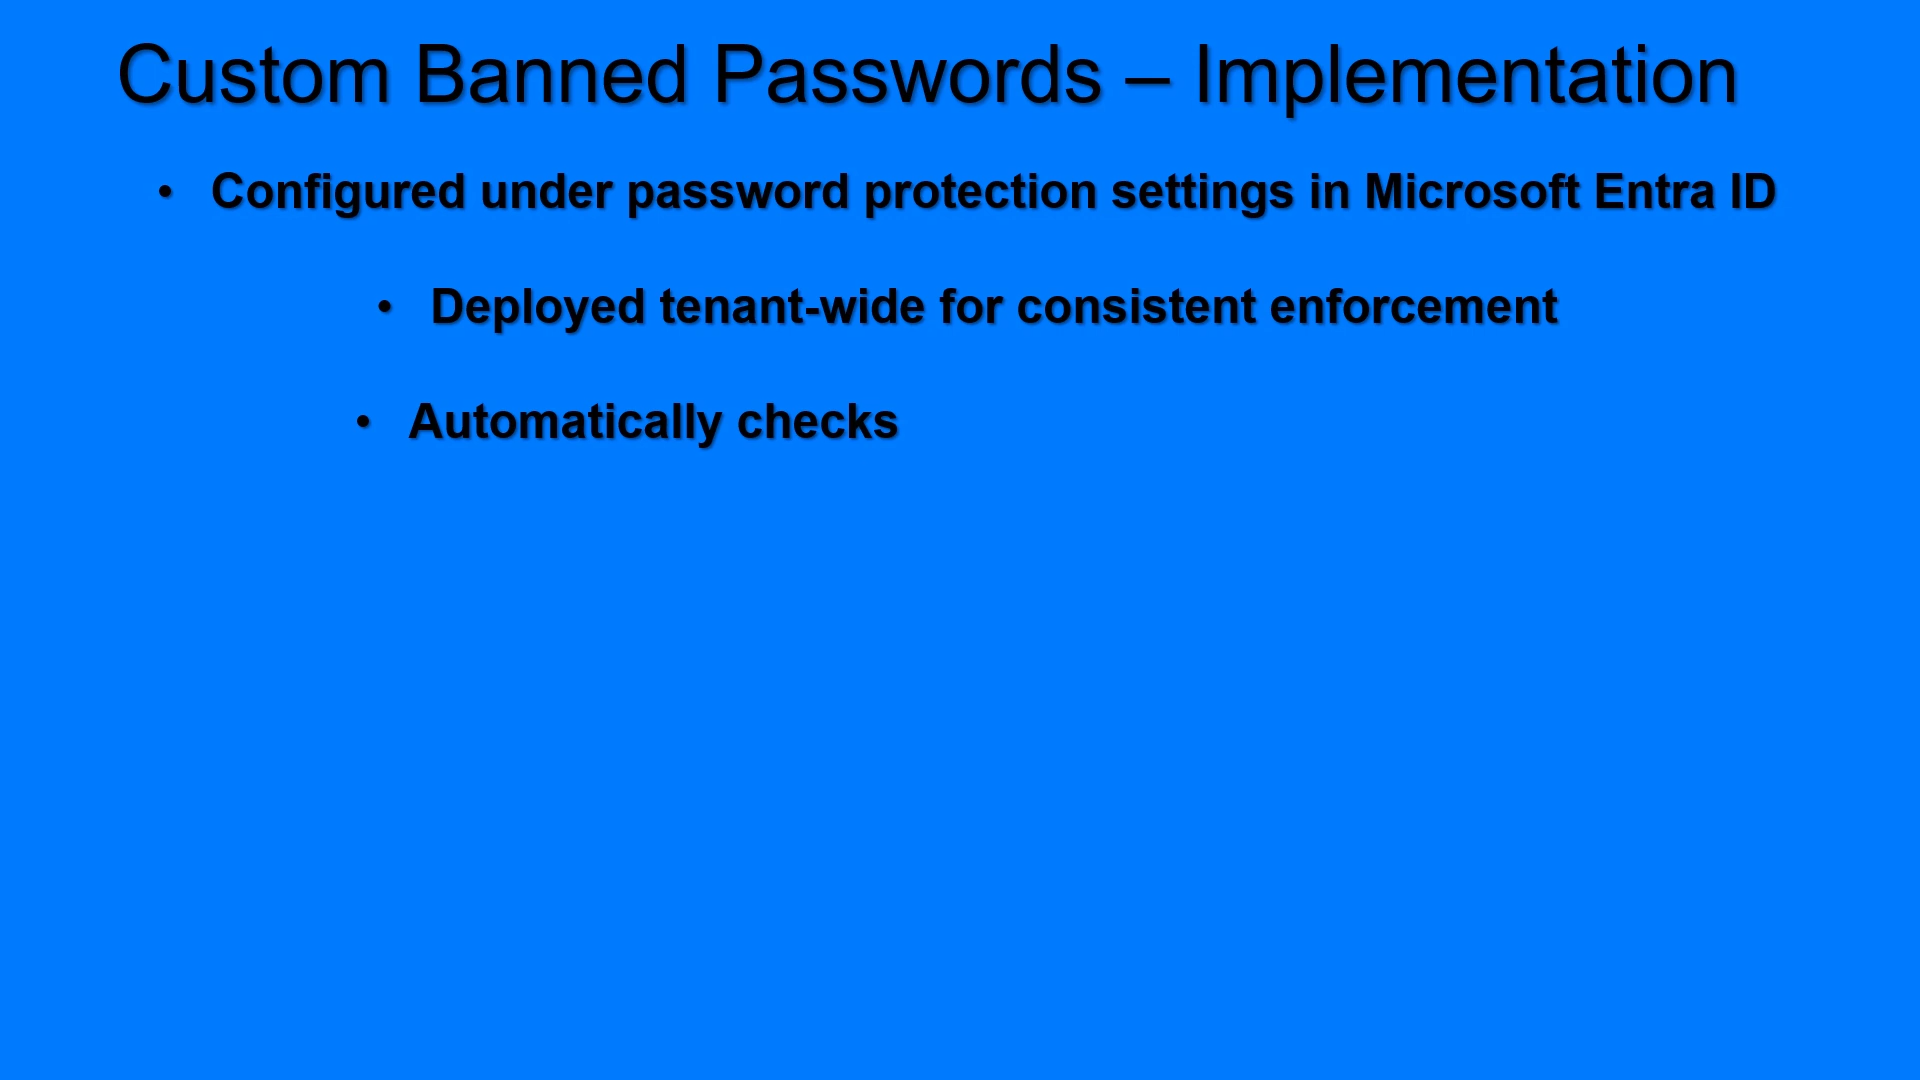 Custom Banned Passwords – Implementation
• Configured under password protection settings in Microsoft Entra ID
• Deployed tenant-wide for consistent enforcement
• Automatically checks